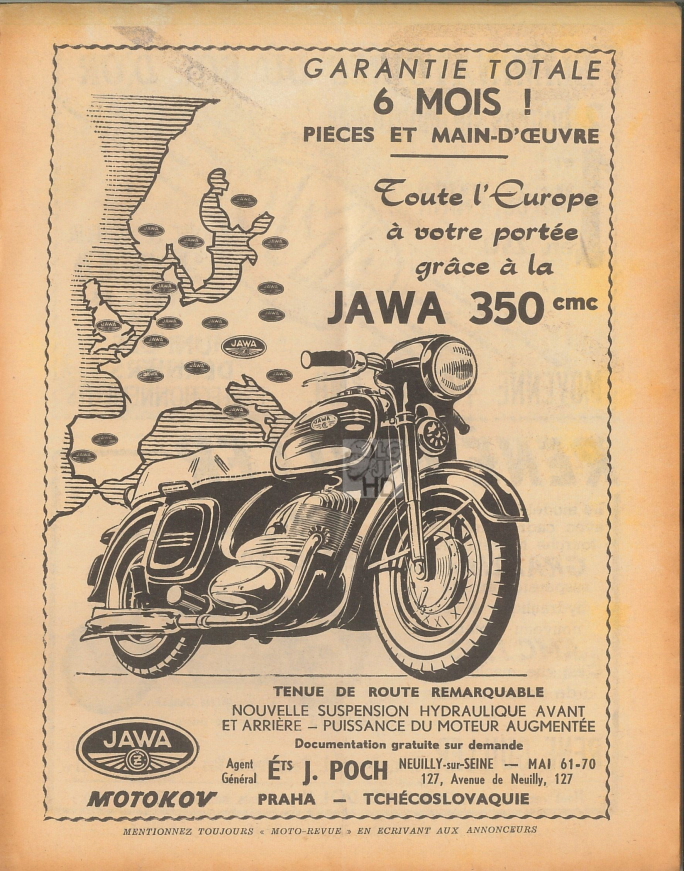 GARANTIE TOTALE
6 MOIS !
PIÈCES ET MAIN-D'ŒUVRE
Toute l'Europe
à votre portée
grâce à la
JAWA 350 cmc
JAWA
JAWA
TENUE DE ROUTE REMARQUABLE
NOUVELLE SUSPENSION HYDRAULIQUE AVANT
ET ARRIÈRE — PUISSANCE DU MOTEUR AUGMENTÉE
Documentation gratuite sur demande
JAWA
CZ
Agent Général ÉTS J. POCH NEUILLY-sur-SEINE — MAI 61-70
127, Avenue de Neuilly, 127
MOTOKOV PRAHA — TCHÉCOSLOVAQUIE
MENTIONNEZ TOUJOURS « MOTO-REVUE » EN ECRIVANT AUX ANNONCEURS